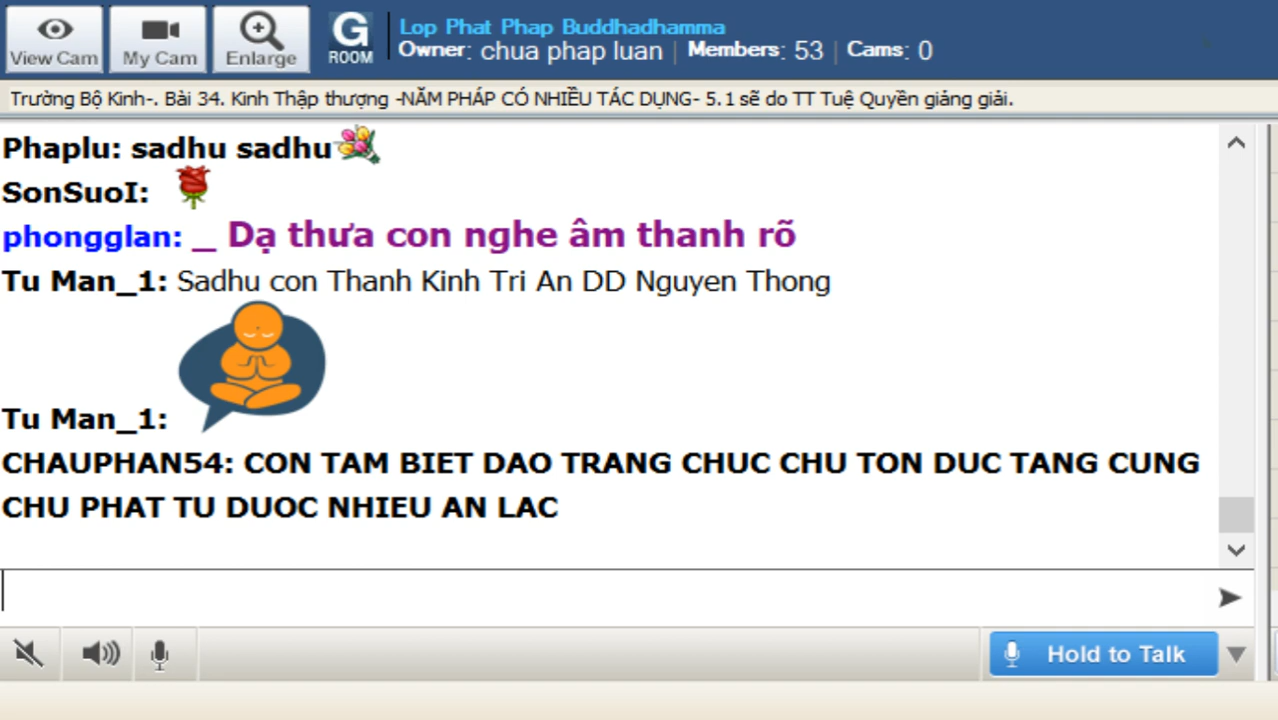 View Cam
My Cam
Enlarge
G
ROOM
Lop Phat Phap Buddhadhamma
Owner: chua phap luan | Members: 53 | Cams: 0
Trường Bộ Kinh-. Bài 34. Kinh Thập thượng -NĂM PHÁP CÓ NHIỀU TÁC DỤNG- 5.1 sẽ do TT Tuệ Quyền giảng giải.
Phaplu: sadhu sadhu
SonSuoI:
phongglan: _ Dạ thưa con nghe âm thanh rõ
Tu Man_1: Sadhu con Thanh Kinh Tri An DD Nguyen Thong
Tu Man_1:
CHAUPHAN54: CON TAM BIET DAO TRANG CHUC CHU TON DUC TANG CUNG
CHU PHAT TU DUOC NHIEU AN LAC
Hold to Talk